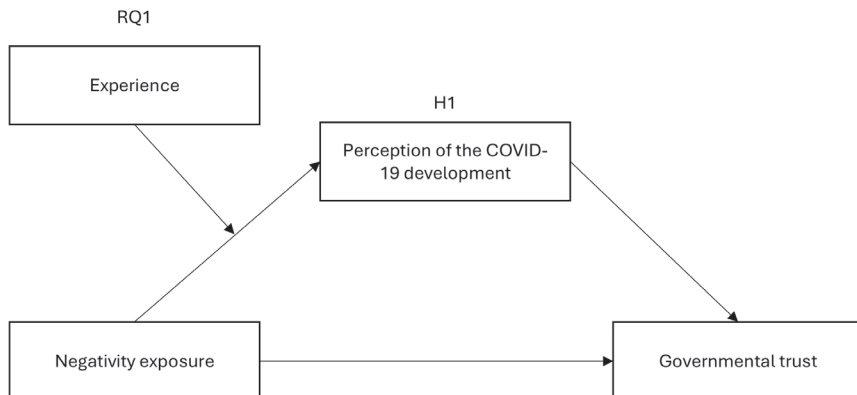 RQ1
Experience
H1
Perception of the COVID-
19 development
Negativity exposure
Governmental trust